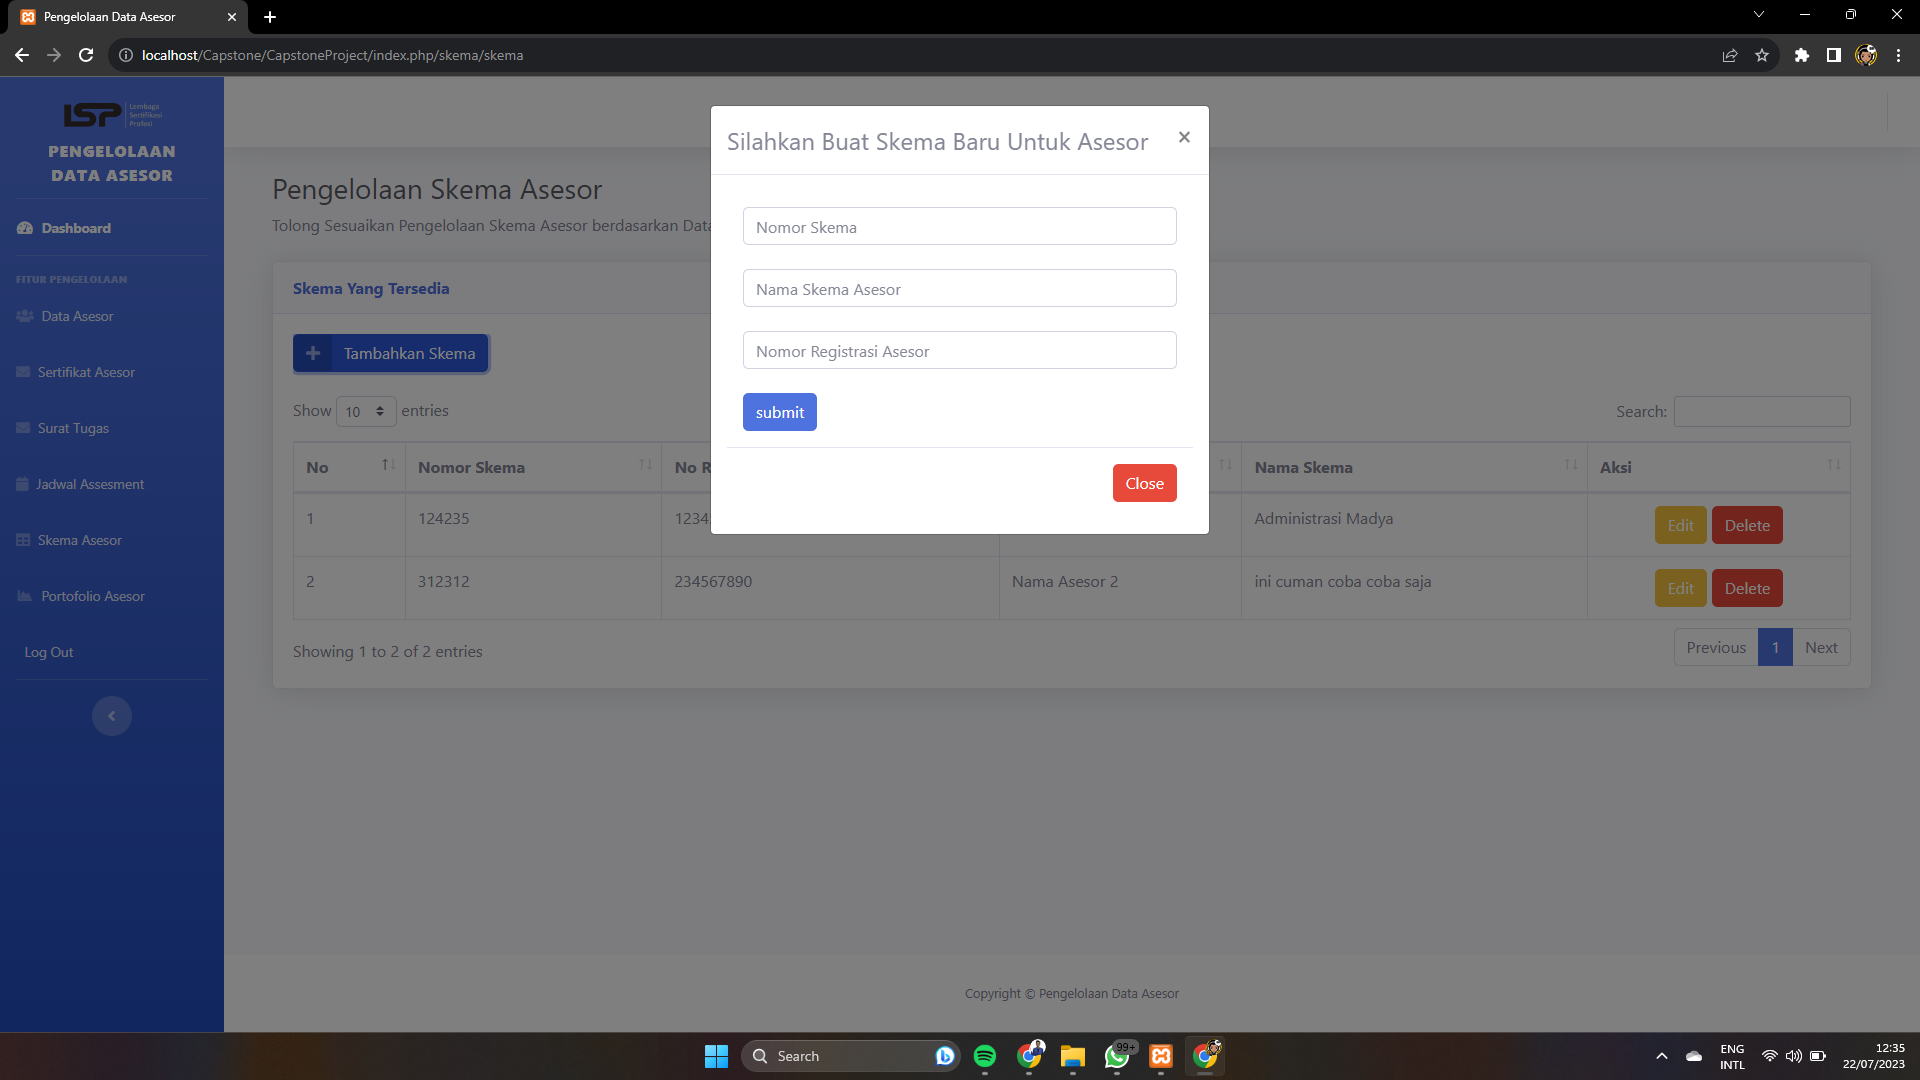 Pengelolaan Data Asesor
localhost/Capstone/CapstoneProject/index.php/skema/skema
LSP Lembaga Sertifikasi Profesi
PENGELOLAAN
DATA ASESOR
Dashboard
FITUR PENGELOLAAN
Data Asesor
Sertifikat Asesor
Surat Tugas
Jadwal Assesment
Skema Asesor
Portofolio Asesor
Log Out
Pengelolaan Skema Asesor
Tolong Sesuaikan Pengelolaan Skema Asesor berdasarkan Data
Skema Yang Tersedia
Tambahkan Skema
Show 10 entries
Search:
No Nomor Skema No R Nama Skema Aksi
1 124235 1234 Administrasi Madya Edit Delete
2 312312 234567890 Nama Asesor 2 ini cuman coba coba saja Edit Delete
Showing 1 to 2 of 2 entries
Previous 1 Next
Silahkan Buat Skema Baru Untuk Asesor ×
Nomor Skema
Nama Skema Asesor
Nomor Registrasi Asesor
submit
Close
Copyright © Pengelolaan Data Asesor
Search
99+
ENG
INTL
12:35
22/07/2023